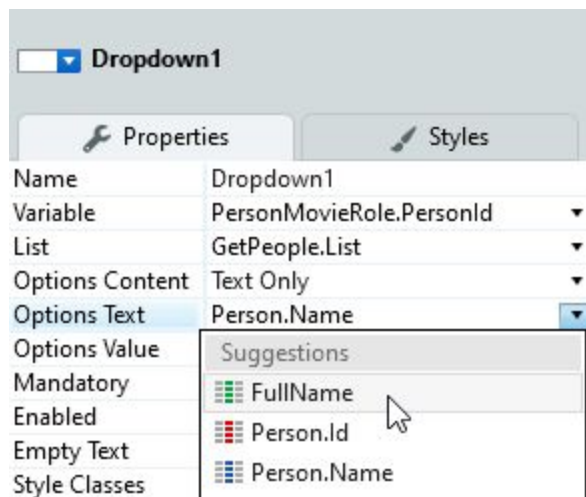 Dropdown1
Properties Styles
Name Dropdown1
Variable PersonMovieRole.PersonId
List GetPeople.List
Options Content Text Only
Options Text Person.Name
Options Value
Suggestions
Mandatory
FullName
Enabled
Person.Id
Empty Text
Person.Name
Style Classes